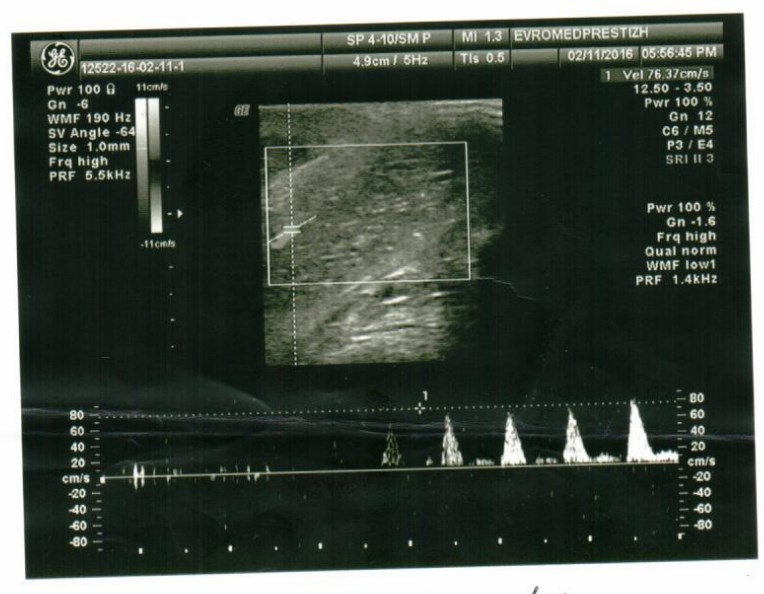 GE
SP 4-10/SM P MI 1.3 EVROMEDPRESTIZH
12522-16-02-11-1 4.9cm / 5Hz TIs 0.5 02/11/2016 05:56:45 PM
1 Vel 76.37cm/s
Pwr 100
Gn -6
WMF 190 Hz
SV Angle -64
Size 1.0mm
Frq high
PRF 5.5kHz
11cm/s
-11cm/s
GE
12.50 - 3.50
Pwr 100 %
Gn 12
C6 / M5
P3 / E4
SRI II 3
Pwr 100 %
Gn -1.6
Frq high
Qual norm
WMF low1
PRF 1.4kHz
1
80
60
40
20
cm/s
-20
-40
-60
-80
80
60
40
20
cm/s
-20
-40
-60
-80